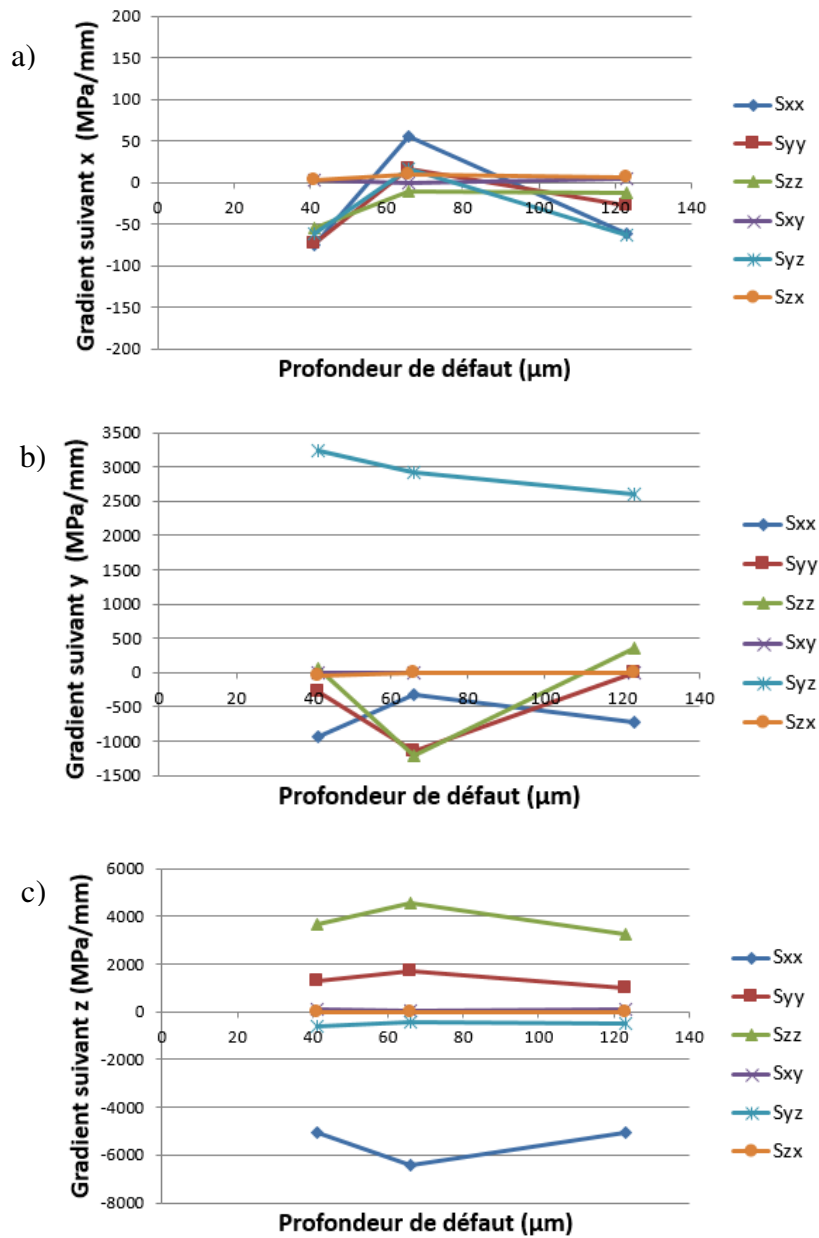 a)
Gradient suivant x (MPa/mm)
200
150
100
50
0
-50
-100
-150
-200
0 20 40 60 80 100 120 140
Profondeur de défaut (µm)
Sxx
Syy
Szz
Sxy
Syz
Szx
b)
Gradient suivant y (MPa/mm)
3500
3000
2500
2000
1500
1000
500
0
-500
-1000
-1500
0 20 40 60 80 100 120 140
Profondeur de défaut (µm)
Sxx
Syy
Szz
Sxy
Syz
Szx
c)
Gradient suivant z (MPa/mm)
6000
4000
2000
0
-2000
-4000
-6000
-8000
0 20 40 60 80 100 120 140
Profondeur de défaut (µm)
Sxx
Syy
Szz
Sxy
Syz
Szx